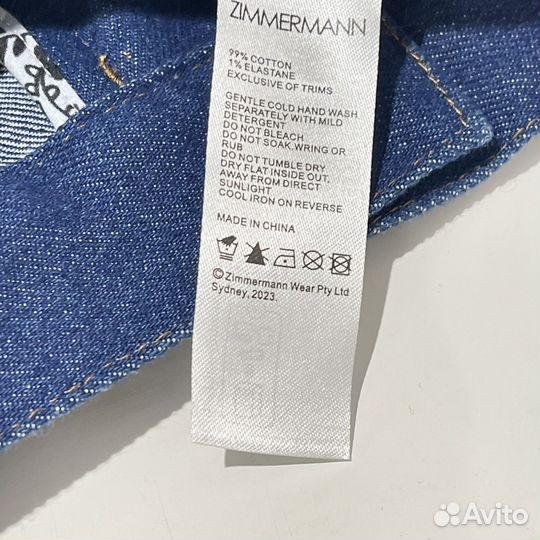 ZIMMERMANN
99% COTTON
1% ELASTANE
EXCLUSIVE OF TRIMS
GENTLE COLD HAND WASH
SEPARATELY WITH MILD
DETERGENT
DO NOT BLEACH
DO NOT SOAK, WRING OR
RUB
DO NOT TUMBLE DRY.
DRY FLAT INSIDE OUT.
AWAY FROM DIRECT
SUNLIGHT
COOL IRON ON REVERSE
MADE IN CHINA
©Zimmermann Wear Pty Ltd
Sydney, 2023.
Avito